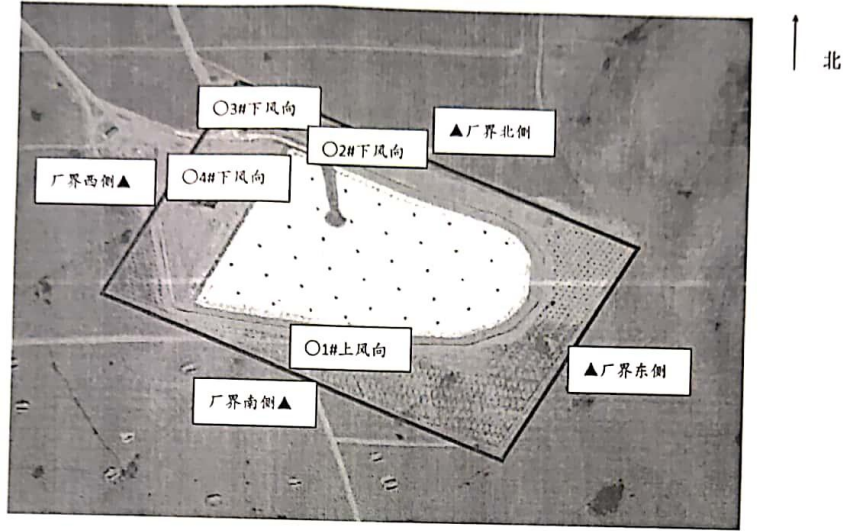 北
○3#下风向
▲厂界北侧
○2#下风向
厂界西侧▲
○4#下风向
○1#上风向
▲厂界东侧
厂界南侧▲